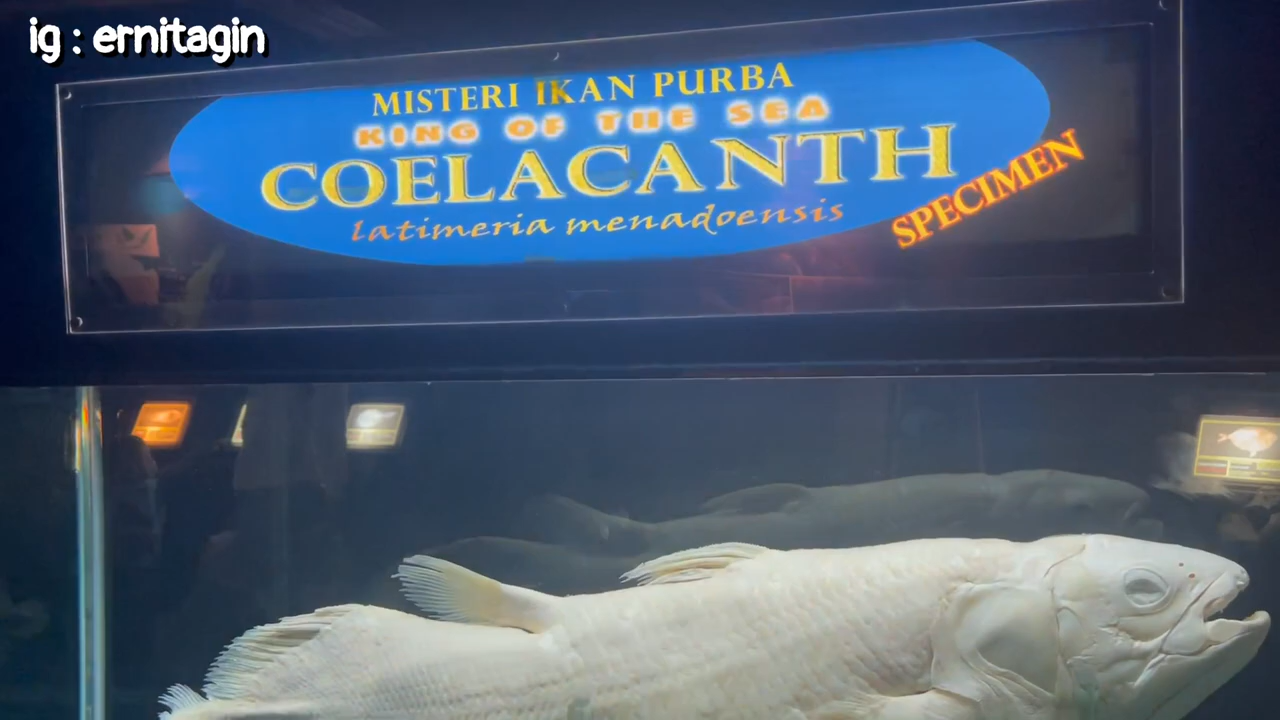 ig : ernitagin
MISTERI IKAN PURBA
KING OF THE SEA
COELACANTH
latimeria menadoensis
SPECIMEN